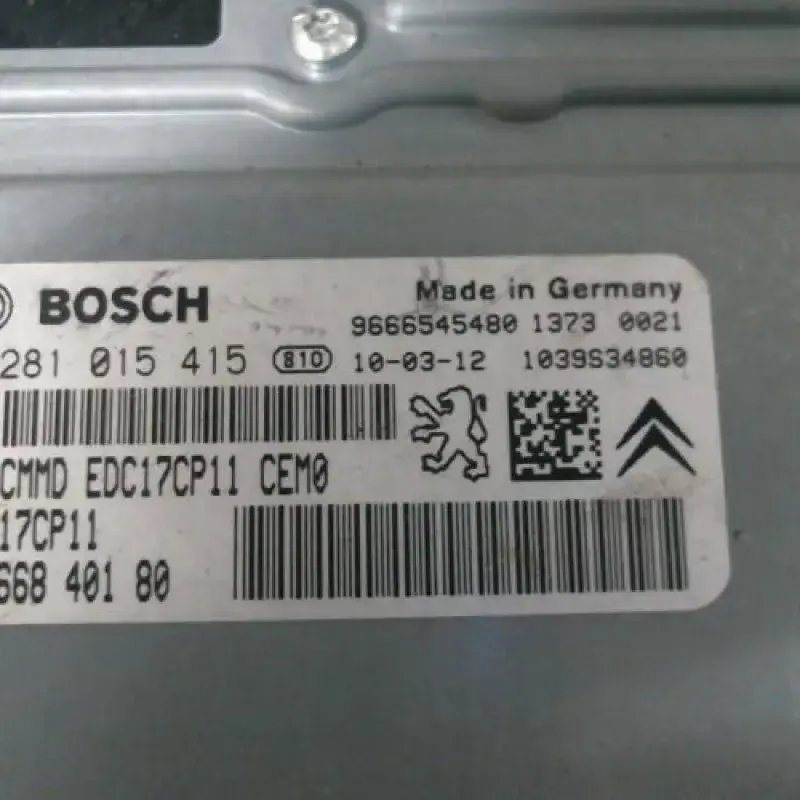 BOSCH
Made in Germany
9666545480 1373 0021
281 015 415 810 10-03-12 1039S34860
CMMD EDC17CP11 CEM0
17CP11
668 401 80